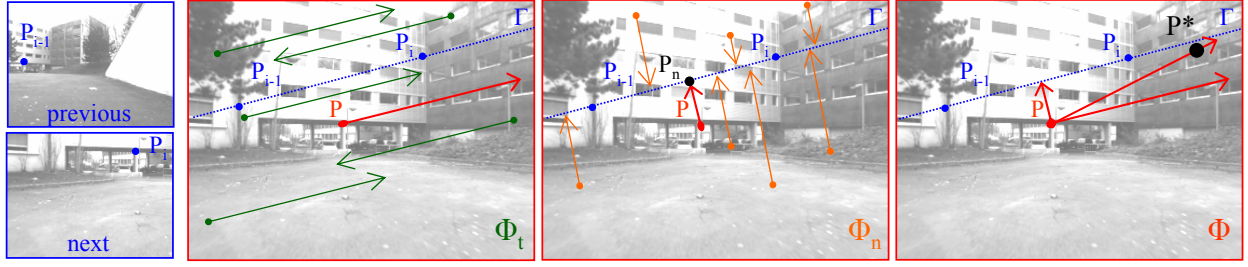 P_{i-1}
previous
P_i
next
Γ
P_i
P_{i-1}
P
Φ_t
Γ
P_i
P_n
P_{i-1}
P
Φ_n
P*
Γ
P_i
P_{i-1}
P
Φ